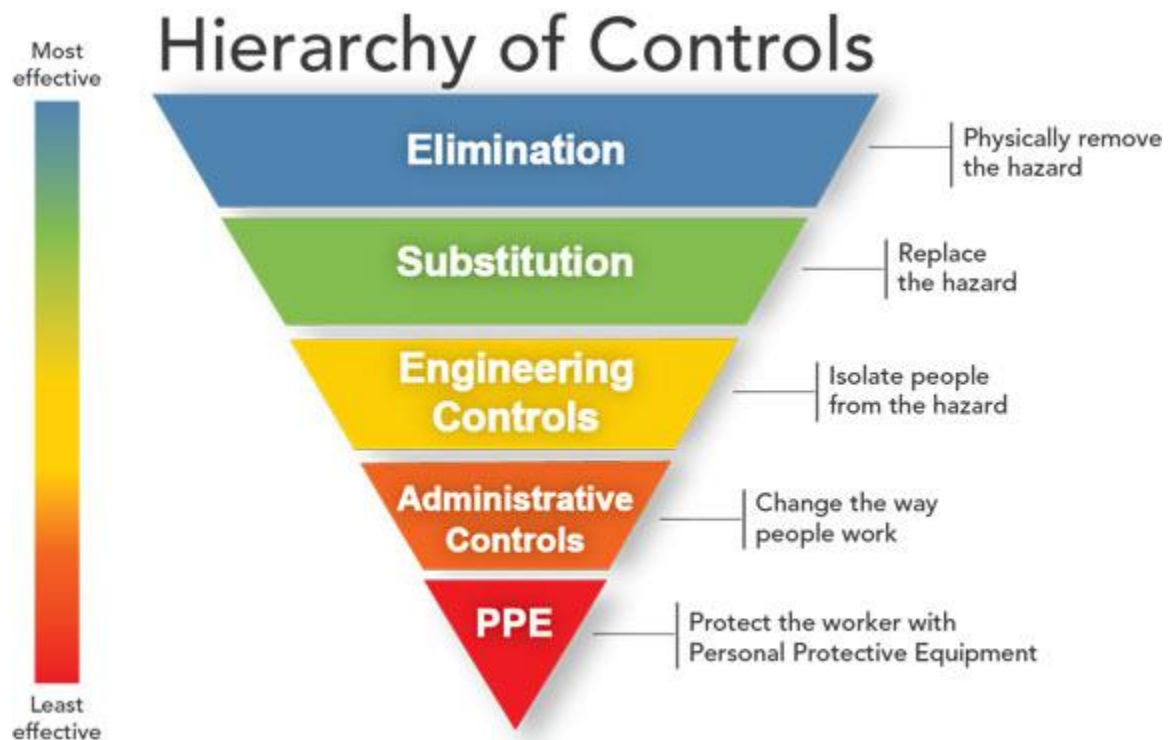 Hierarchy of Controls
Most
effective
Elimination
Physically remove
the hazard
Substitution
Replace
the hazard
Engineering
Controls
Isolate people
from the hazard
Administrative
Controls
Change the way
people work
PPE
Protect the worker with
Personal Protective Equipment
Least
effective